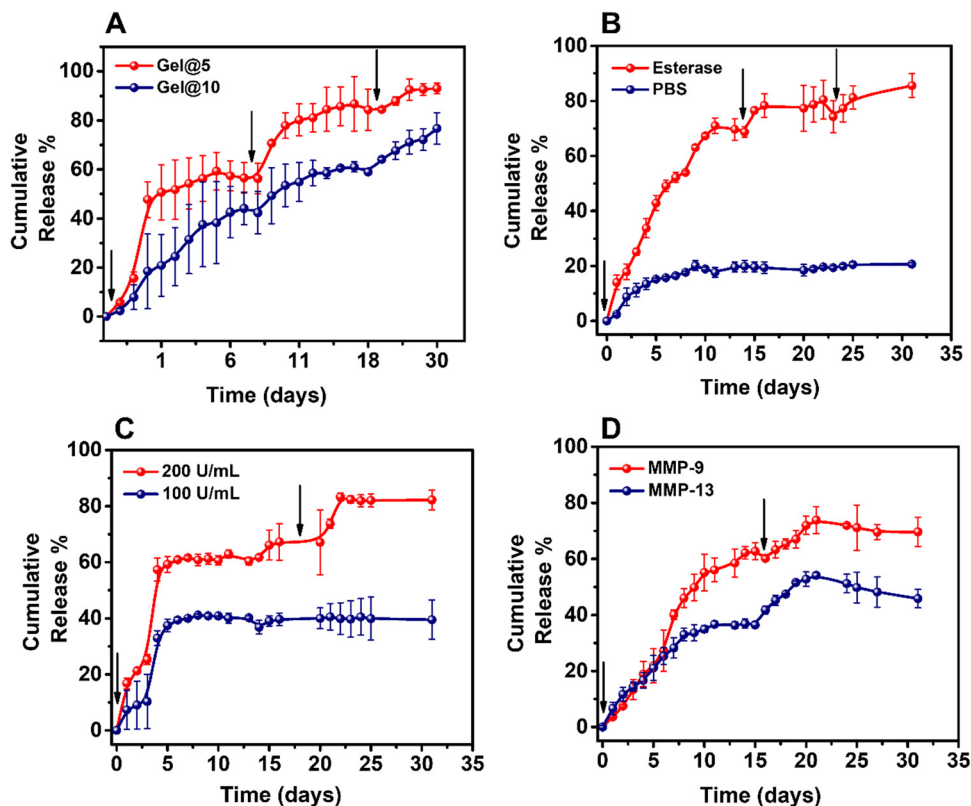 A
Gel@5
Gel@10
Cumulative
Release %
100
80
60
40
20
0
1 6 11 18 30
Time (days)
B
Esterase
PBS
Cumulative
Release %
100
80
60
40
20
0
0 5 10 15 20 25 30 35
Time (days)
C
200 U/mL
100 U/mL
Cumulative
Release %
100
80
60
40
20
0
0 5 10 15 20 25 30 35
Time (days)
D
MMP-9
MMP-13
Cumulative
Release %
100
80
60
40
20
0
0 5 10 15 20 25 30 35
Time (days)